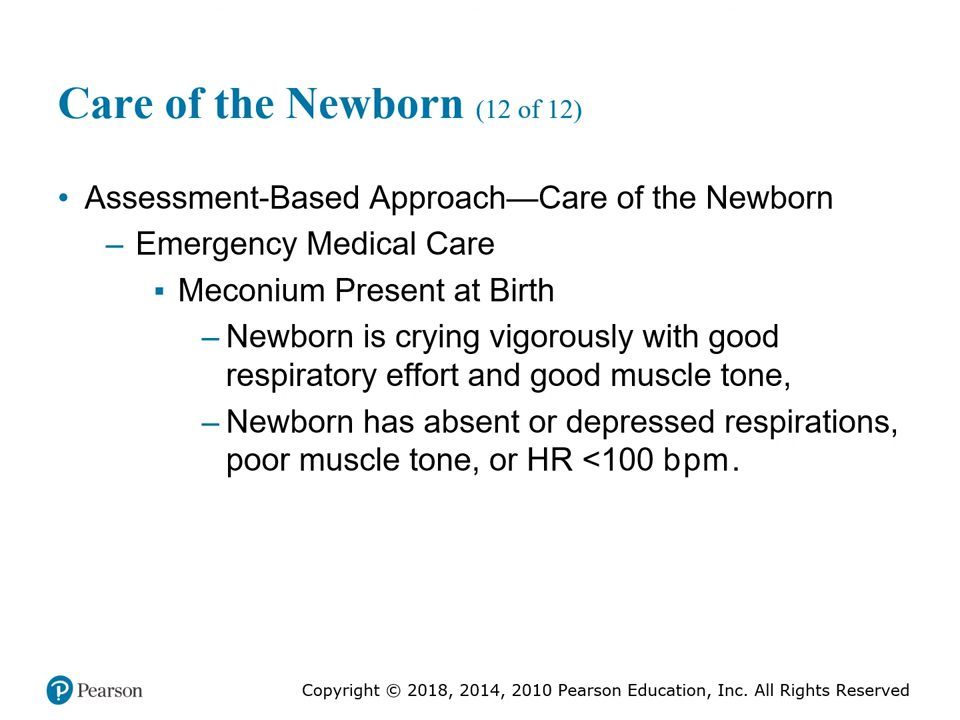 Care of the Newborn (12 of 12)
• Assessment-Based Approach—Care of the Newborn
– Emergency Medical Care
▪ Meconium Present at Birth
– Newborn is crying vigorously with good
respiratory effort and good muscle tone,
– Newborn has absent or depressed respirations,
poor muscle tone, or HR <100 bpm.
Pearson
Copyright © 2018, 2014, 2010 Pearson Education, Inc. All Rights Reserved